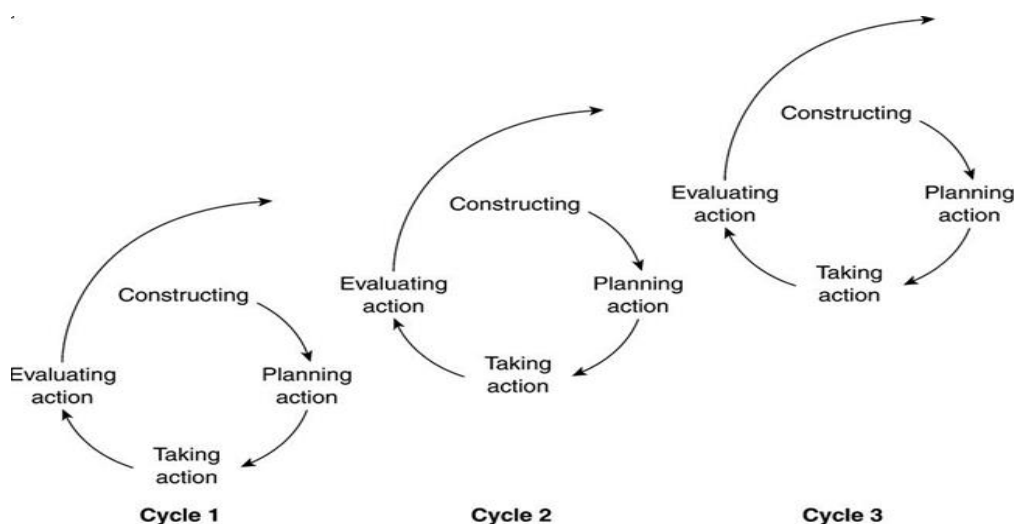 Constructing
Planning
action
Taking
action
Evaluating
action
Cycle 1
Constructing
Planning
action
Taking
action
Evaluating
action
Cycle 2
Constructing
Planning
action
Taking
action
Evaluating
action
Cycle 3